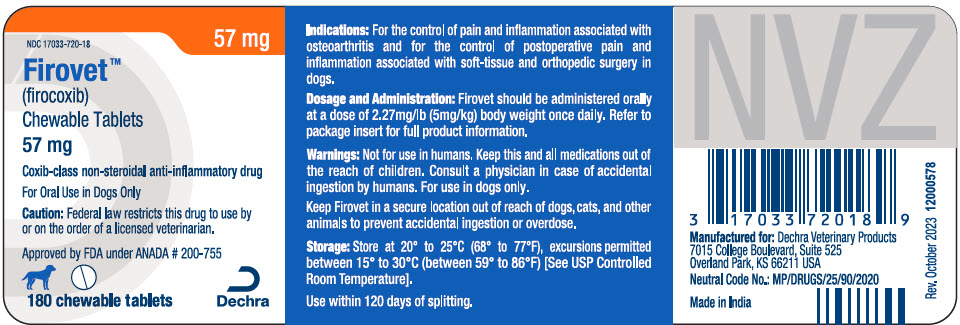 57 mg
NDC 17033-720-18
Firovet™
(firocoxib)
Chewable Tablets
57 mg
Coxib-class non-steroidal anti-inflammatory drug
For Oral Use in Dogs Only
Caution: Federal law restricts this drug to use by
or on the order of a licensed veterinarian.
Approved by FDA under ANADA # 200-755
180 chewable tablets
Dechra
Indications: For the control of pain and inflammation associated with
osteoarthritis and for the control of postoperative pain and
inflammation associated with soft-tissue and orthopedic surgery in
dogs.
Dosage and Administration: Firovet should be administered orally
at a dose of 2.27mg/lb (5mg/kg) body weight once daily. Refer to
package insert for full product information.
Warnings: Not for use in humans. Keep this and all medications out of
the reach of children. Consult a physician in case of accidental
ingestion by humans. For use in dogs only.
Keep Firovet in a secure location out of reach of dogs, cats, and other
animals to prevent accidental ingestion or overdose.
Storage: Store at 20° to 25°C (68° to 77°F), excursions permitted
between 15° to 30°C (between 59° to 86°F) [See USP Controlled
Room Temperature].
Use within 120 days of splitting.
NVZ
3 17033 72018 9
Manufactured for: Dechra Veterinary Products
7015 College Boulevard, Suite 525
Overland Park, KS 66211 USA
Neutral Code No.: MP/DRUGS/25/90/2020
Made in India
Rev. October 2023 12000578